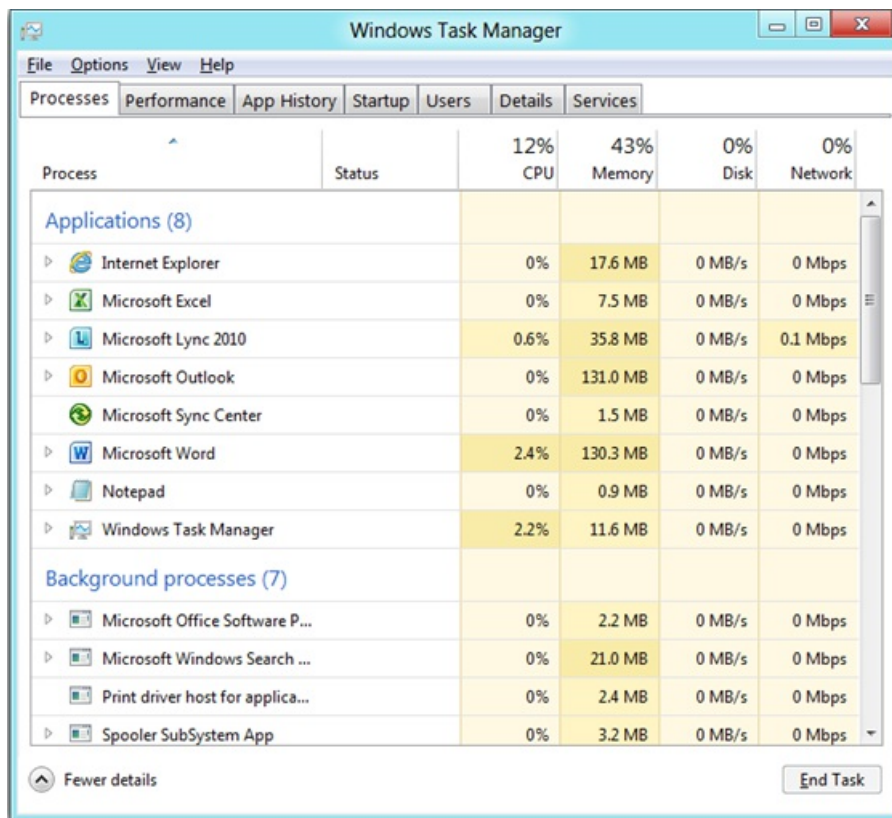 Windows Task Manager
File Options View Help
Processes Performance App History Startup Users Details Services
12% 43% 0% 0%
Process Status CPU Memory Disk Network
Applications (8)
Internet Explorer 0% 17.6 MB 0 MB/s 0 Mbps
Microsoft Excel 0% 7.5 MB 0 MB/s 0 Mbps
Microsoft Lync 2010 0.6% 35.8 MB 0 MB/s 0.1 Mbps
Microsoft Outlook 0% 131.0 MB 0 MB/s 0 Mbps
Microsoft Sync Center 0% 1.5 MB 0 MB/s 0 Mbps
Microsoft Word 2.4% 130.3 MB 0 MB/s 0 Mbps
Notepad 0% 0.9 MB 0 MB/s 0 Mbps
Windows Task Manager 2.2% 11.6 MB 0 MB/s 0 Mbps
Background processes (7)
Microsoft Office Software P... 0% 2.2 MB 0 MB/s 0 Mbps
Microsoft Windows Search ... 0% 21.0 MB 0 MB/s 0 Mbps
Print driver host for applica... 0% 2.4 MB 0 MB/s 0 Mbps
Spooler SubSystem App 0% 3.2 MB 0 MB/s 0 Mbps
Fewer details End Task